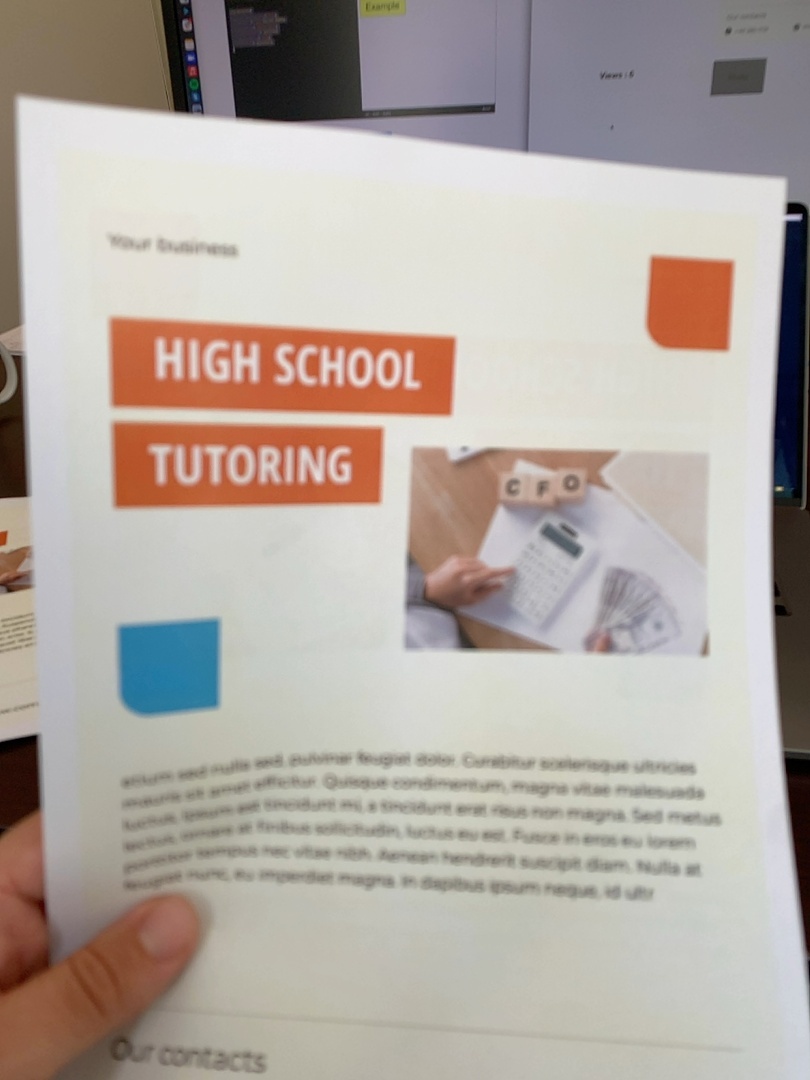 Example
Views : 6
Your business
HIGH SCHOOL
TUTORING
C F O
sed nulla sed, pulvinar feugiat dolor. Curabitur scelerisque ultricies
mauris sit amet efficitur. Quisque condimentum, magna vitae malesuada
luctus, ipsum est tincidunt mi, a tincidunt erat risus non magna. Sed metus
lectus, ornare at finibus sollicitudin, luctus eu est. Fusce in eros eu lorem
porttitor tempus nec vitae nibh. Aenean hendrerit suscipit diam. Nulla at
feugiat nunc, eu imperdiet magna. In dapibus ipsum neque, id ultr
Our contacts